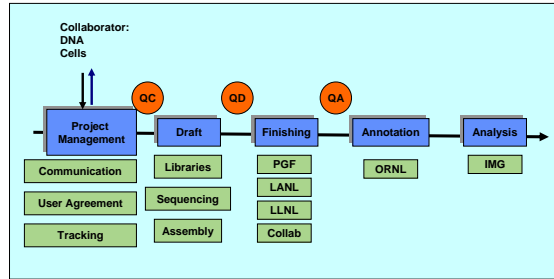 Collaborator:
DNA
Cells
QC
QD
QA
Project
Management
Draft
Finishing
Annotation
Analysis
Communication
User Agreement
Tracking
Libraries
Sequencing
Assembly
PGF
LANL
LLNL
Collab
ORNL
IMG